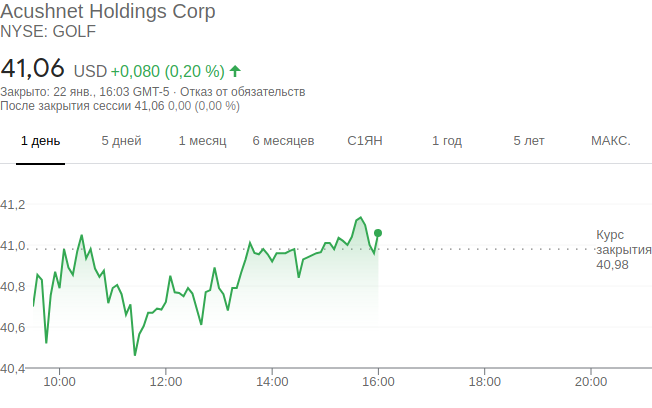 Acushnet Holdings Corp
NYSE: GOLF
41,06 USD +0,080 (0,20 %)
Закрыто: 22 янв., 16:03 GMT-5 · Отказ от обязательств
После закрытия сессии 41,06 0,00 (0,00 %)
1 день 5 дней 1 месяц 6 месяцев С1ЯН 1 год 5 лет МАКС.
41,2
41,0
40,8
40,6
40,4
Курс
закрытия
40,98
10:00 12:00 14:00 16:00 18:00 20:00